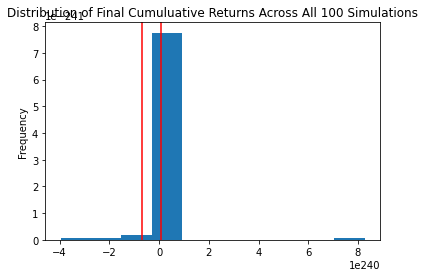 Distribution of Final Cumuluative Returns Across All 100 Simulations
1e−241
8
7
6
5
4
3
2
1
0
Frequency
−4 −2 0 2 4 6 8
1e240